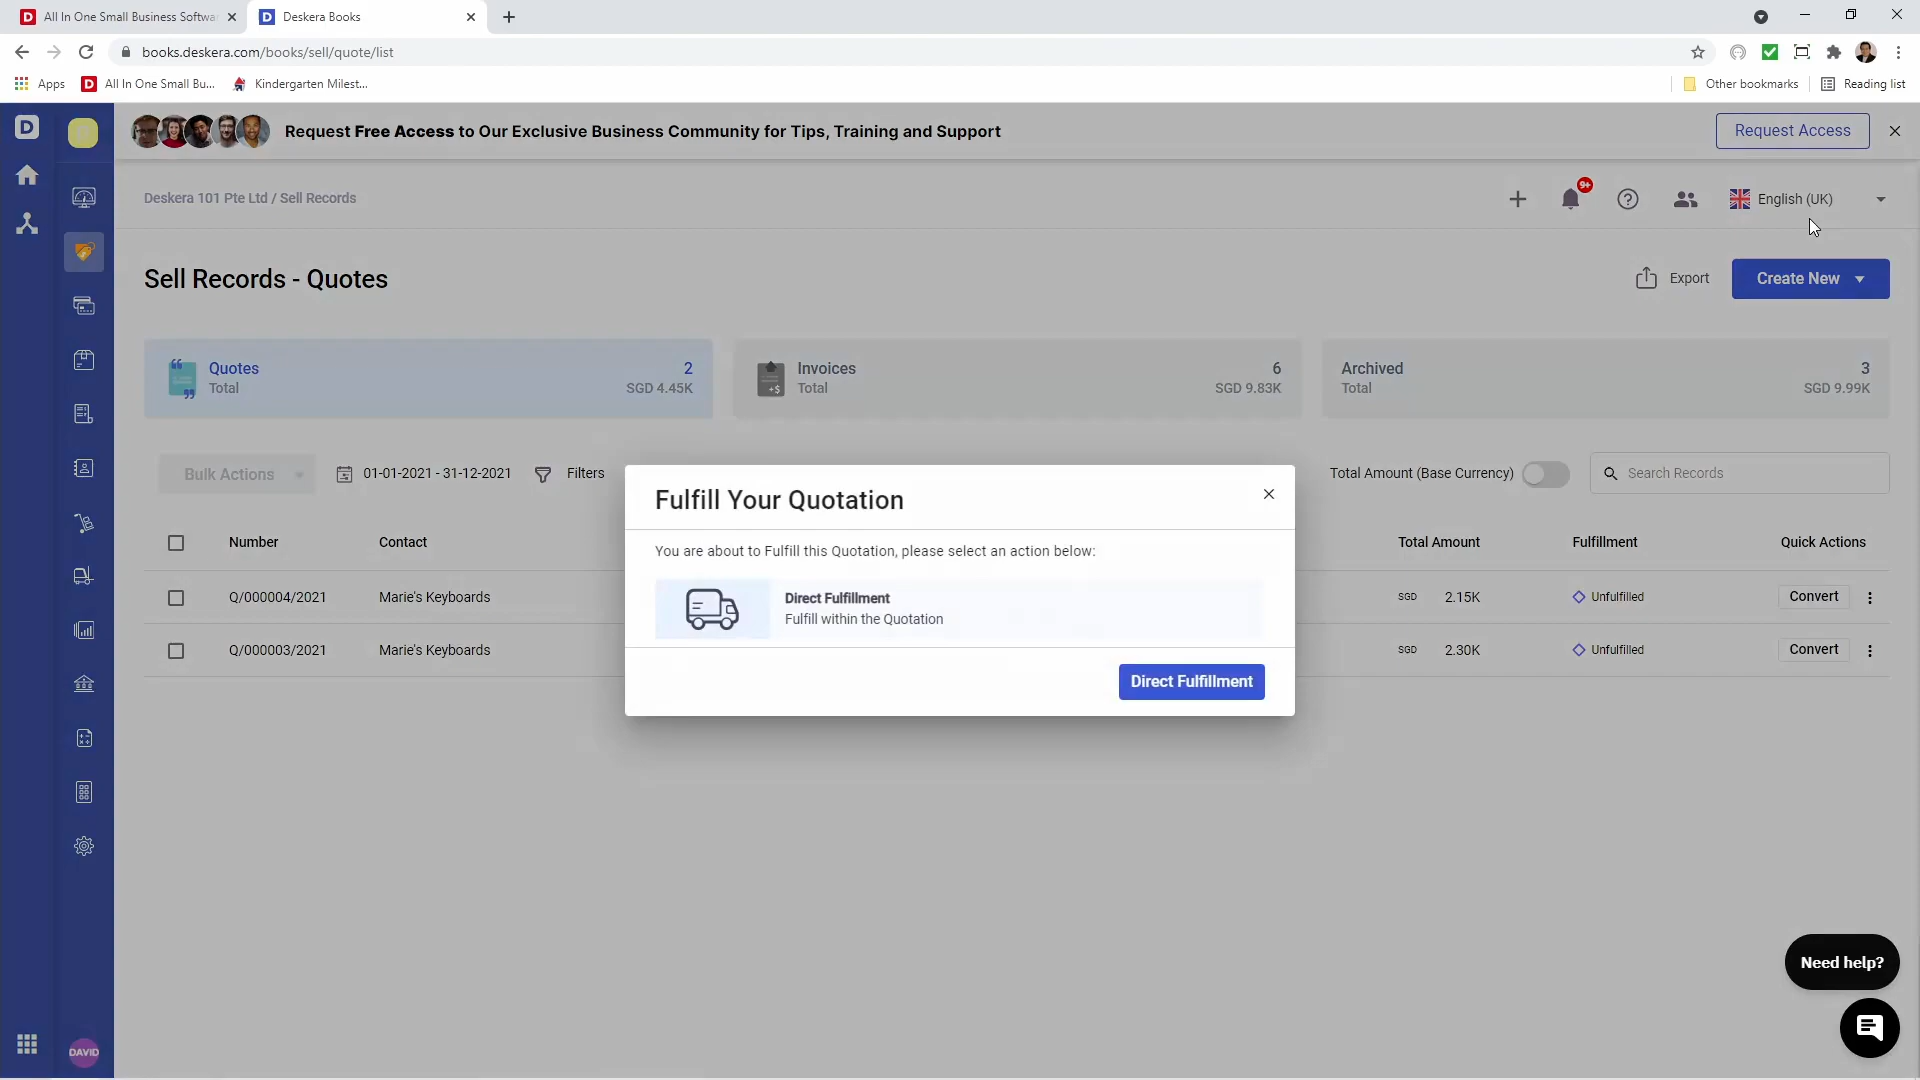 All In One Small Business Softwa
Deskera Books
books.deskera.com/books/sell/quote/list
Apps
All In One Small Bu...
Kindergarten Milest...
Other bookmarks
Reading list
Request Free Access to Our Exclusive Business Community for Tips, Training and Support
Request Access
Deskera 101 Pte Ltd / Sell Records
9+
English (UK)
Sell Records - Quotes
Export
Create New
Quotes 2
Total SGD 4.45K
Invoices 6
Total SGD 9.83K
Archived 3
Total SGD 9.99K
Bulk Actions
01-01-2021 - 31-12-2021
Filters
Total Amount (Base Currency)
Search Records
Number Contact Total Amount Fulfillment Quick Actions
Q/000004/2021 Marie's Keyboards SGD 2.15K Unfulfilled Convert
Q/000003/2021 Marie's Keyboards SGD 2.30K Unfulfilled Convert
Fulfill Your Quotation
You are about to Fulfill this Quotation, please select an action below:
Direct Fulfillment
Fulfill within the Quotation
Direct Fulfillment
Need help?
DAVID